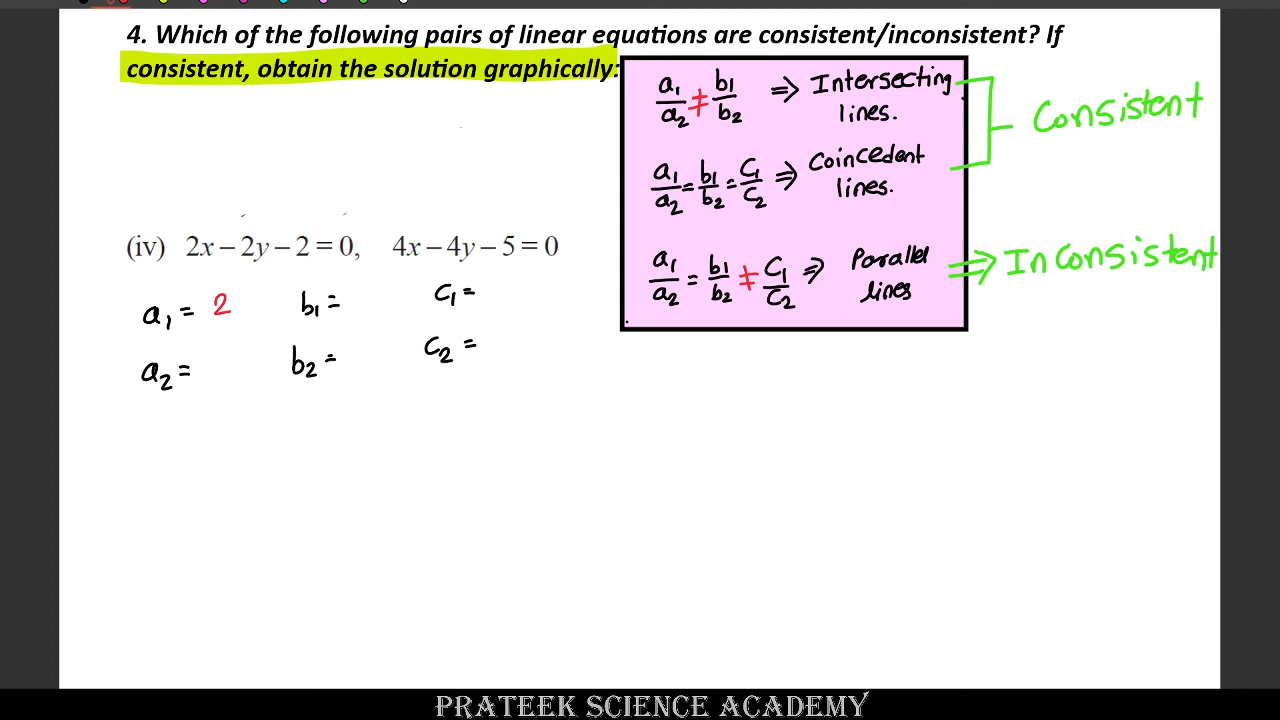 4. Which of the following pairs of linear equations are consistent/inconsistent? If
consistent, obtain the solution graphically:
a₁/a₂ ≠ b₁/b₂ ⇒ Intersecting
lines.
Consistent
a₁/a₂ = b₁/b₂ = c₁/c₂ ⇒ Coincedent
lines.
(iv) 2x – 2y – 2 = 0, 4x – 4y – 5 = 0
a₁/a₂ = b₁/b₂ ≠ c₁/c₂ ⇒ Parallel
lines
⇒ Inconsistent
a₁ = 2 b₁ = c₁ =
a₂ = b₂ = c₂ =
PRATEEK SCIENCE ACADEMY